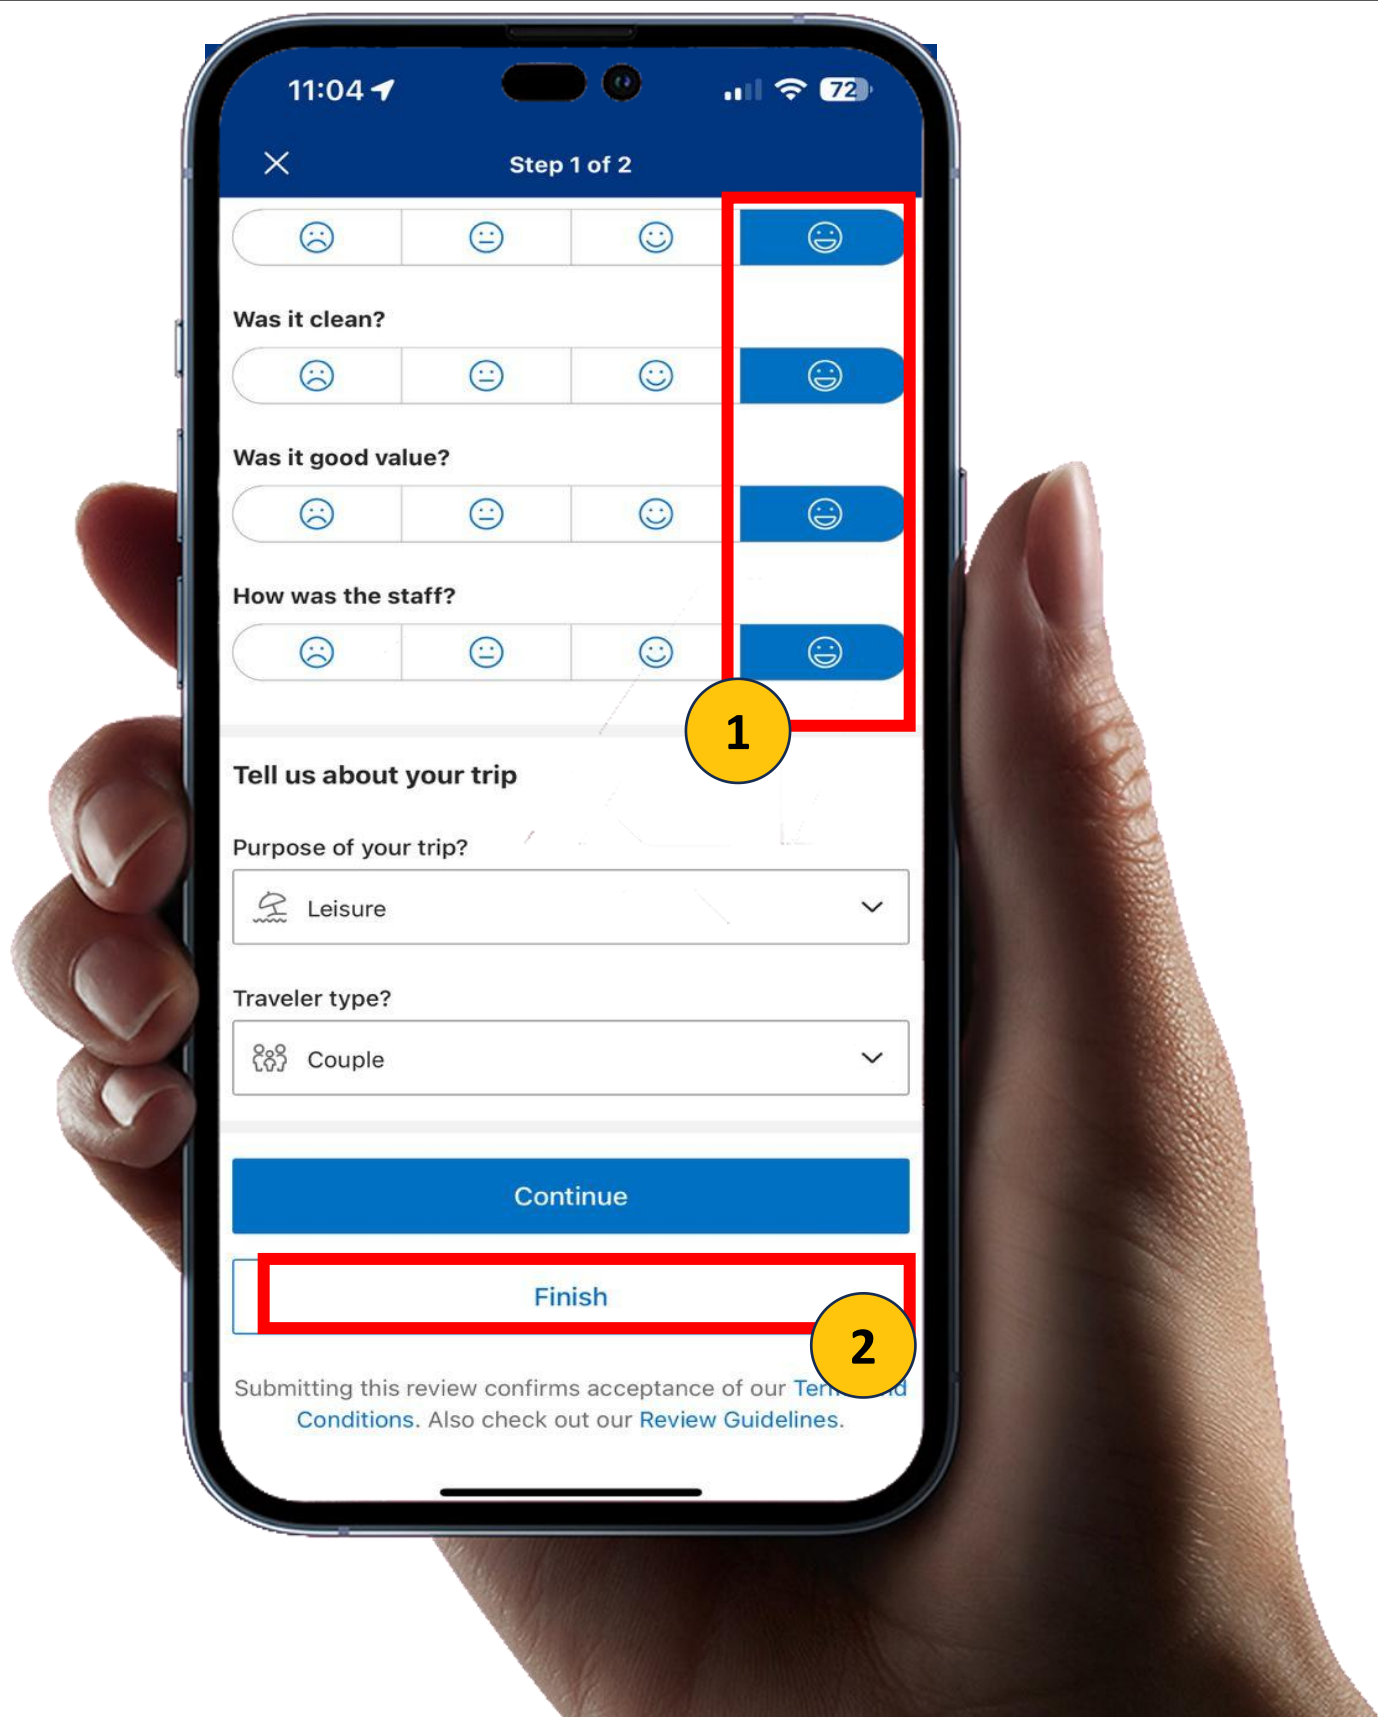 11:04
72
Step 1 of 2
Was it clean?
Was it good value?
How was the staff?
1
Tell us about your trip
Purpose of your trip?
Leisure
Traveler type?
Couple
Continue
Finish
2
Submitting this review confirms acceptance of our
Conditions. Also check out our Review Guidelines.